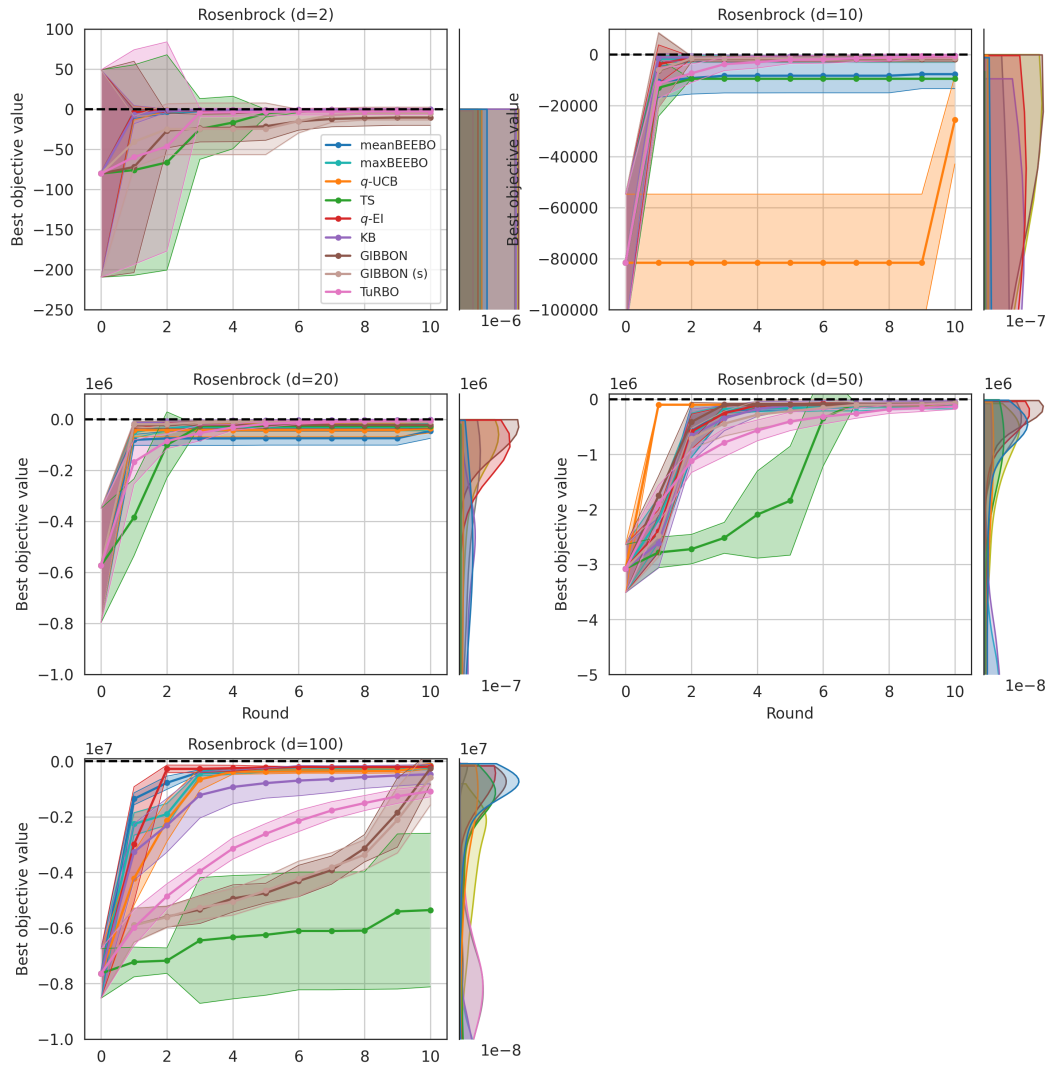 Rosenbrock (d=2)
100
50
0
−50
−100
−150
−200
−250
Best objective value
0
2
4
6
8
10
1e−6
meanBEEBO
maxBEEBO
q-UCB
TS
q-EI
KB
GIBBON
GIBBON (s)
TuRBO
Rosenbrock (d=10)
0
−20000
−40000
−60000
−80000
−100000
Best objective value
0
2
4
6
8
10
1e−7
1e6
Rosenbrock (d=20)
1e6
0.0
−0.2
−0.4
−0.6
−0.8
−1.0
Best objective value
0
2
4
6
8
10
1e−7
Round
1e6
Rosenbrock (d=50)
1e6
0
−1
−2
−3
−4
−5
Best objective value
0
2
4
6
8
10
1e−8
Round
1e7
Rosenbrock (d=100)
1e7
0.0
−0.2
−0.4
−0.6
−0.8
−1.0
Best objective value
0
2
4
6
8
10
1e−8